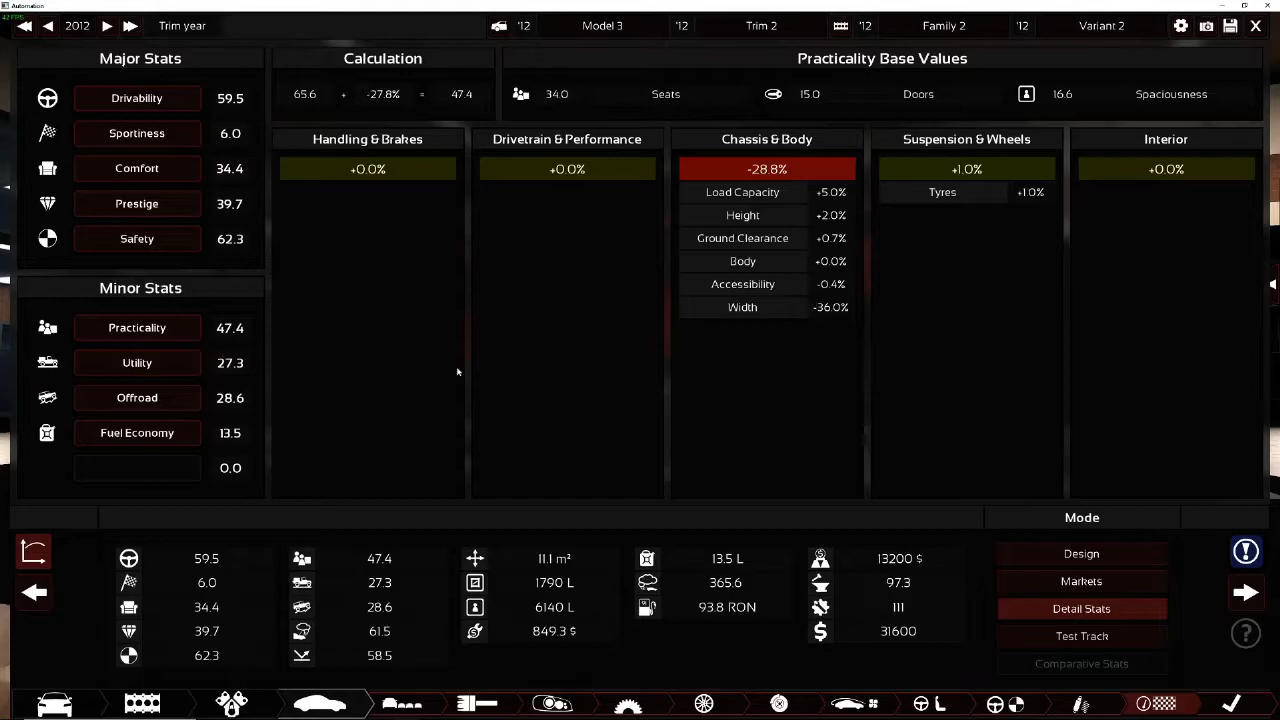 Automation
42 FPS
2012 Trim year '12 Model 3 '12 Trim 2 '12 Family 2 '12 Variant 2
Major Stats
Drivability 59.5
Sportiness 6.0
Comfort 34.4
Prestige 39.7
Safety 62.3
Minor Stats
Practicality 47.4
Utility 27.3
Offroad 28.6
Fuel Economy 13.5
0.0
Calculation
65.6 + -27.8% = 47.4
Practicality Base Values
34.0 Seats 15.0 Doors 16.6 Spaciousness
Handling & Brakes
+0.0%
Drivetrain & Performance
+0.0%
Chassis & Body
-28.8%
Load Capacity +5.0%
Height +2.0%
Ground Clearance +0.7%
Body +0.0%
Accessibility -0.4%
Width -36.0%
Suspension & Wheels
+1.0%
Tyres +1.0%
Interior
+0.0%
59.5 47.4 11.1 m² 13.5 L 13200 $
6.0 27.3 1790 L 365.6 97.3
34.4 28.6 6140 L 93.8 RON 111
39.7 61.5 849.3 $ 31600
62.3 58.5
Mode
Design
Markets
Detail Stats
Test Track
Comparative Stats